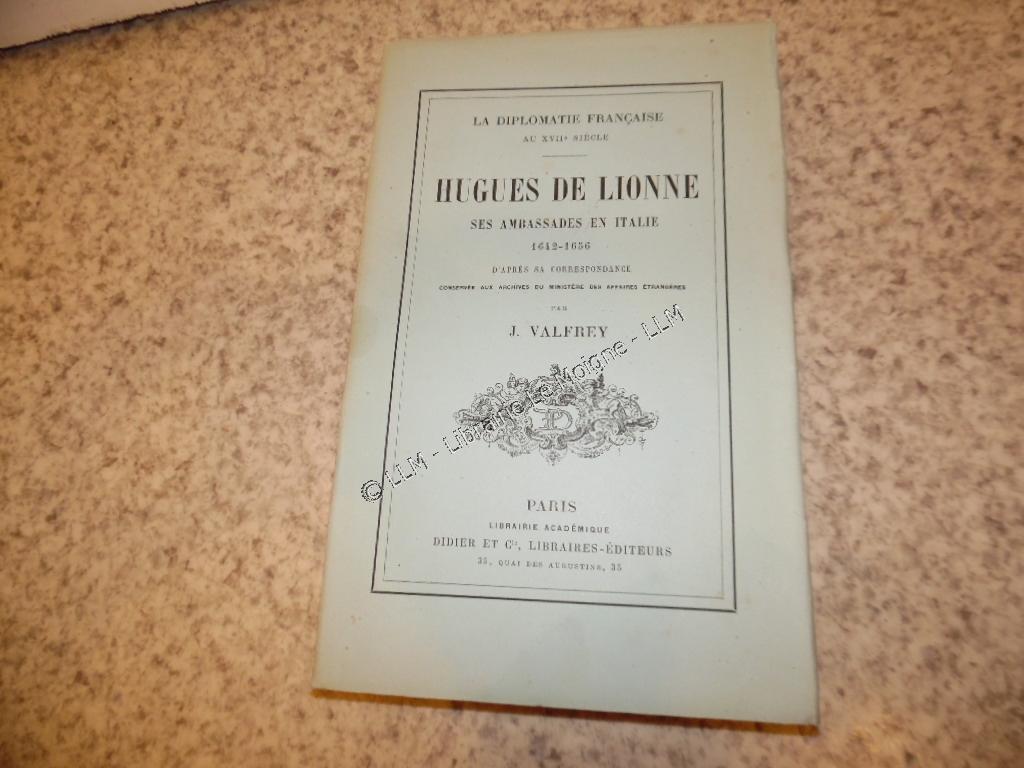 LA DIPLOMATIE FRANÇAISE
AU XVIIe SIÈCLE
HUGUES DE LIONNE
SES AMBASSADES EN ITALIE
1642-1656
D'APRÈS SA CORRESPONDANCE
CONSERVÉE AUX ARCHIVES DU MINISTÈRE DES AFFAIRES ÉTRANGÈRES
PAR
J. VALFREY
© LLM - Librairie Le Moigne - LLM
PARIS
LIBRAIRIE ACADÉMIQUE
DIDIER ET Cie, LIBRAIRES-ÉDITEURS
35, QUAI DES AUGUSTINS, 35